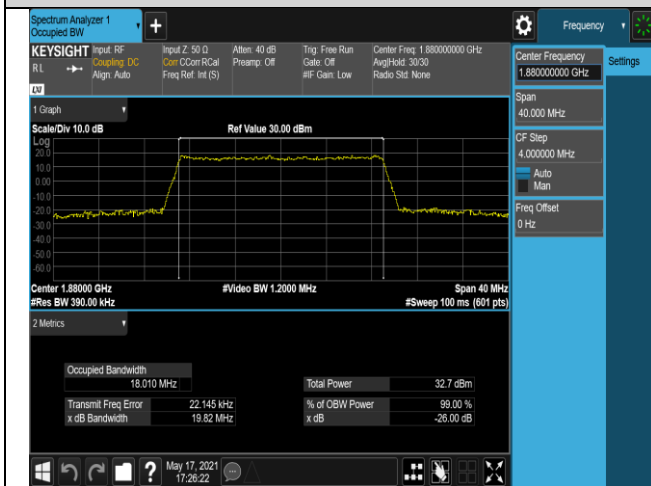 Spectrum Analyzer 1
Occupied BW
Frequency
KEYSIGHT
RL
LXI
Input: RF
Coupling: DC
Align: Auto
Input Z: 50 Ω
Corr CCorr RCal
Freq Ref: Int (S)
Atten: 40 dB
Preamp: Off
Trig: Free Run
Gate: Off
#IF Gain: Low
Center Freq: 1.880000000 GHz
Avg|Hold: 30/30
Radio Std: None
Center Frequency
1.880000000 GHz
Settings
Span
40.000 MHz
CF Step
4.000000 MHz
Auto
Man
Freq Offset
0 Hz
1 Graph
Scale/Div 10.0 dB
Ref Value 30.00 dBm
Log
20.0
10.0
0.00
-10.0
-20.0
-30.0
-40.0
-50.0
-60.0
Center 1.88000 GHz
#Video BW 1.2000 MHz
Span 40 MHz
#Res BW 390.00 kHz
#Sweep 100 ms (601 pts)
2 Metrics
Occupied Bandwidth
18.010 MHz
Total Power 32.7 dBm
Transmit Freq Error 22.145 kHz
% of OBW Power 99.00 %
x dB Bandwidth 19.82 MHz
x dB -26.00 dB
May 17, 2021
17:26:22